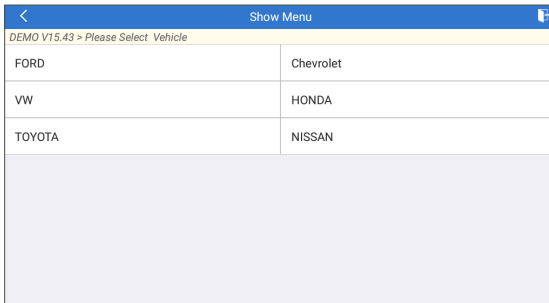 Show Menu
DEMO V15.43 > Please Select Vehicle
FORD
Chevrolet
VW
HONDA
TOYOTA
NISSAN